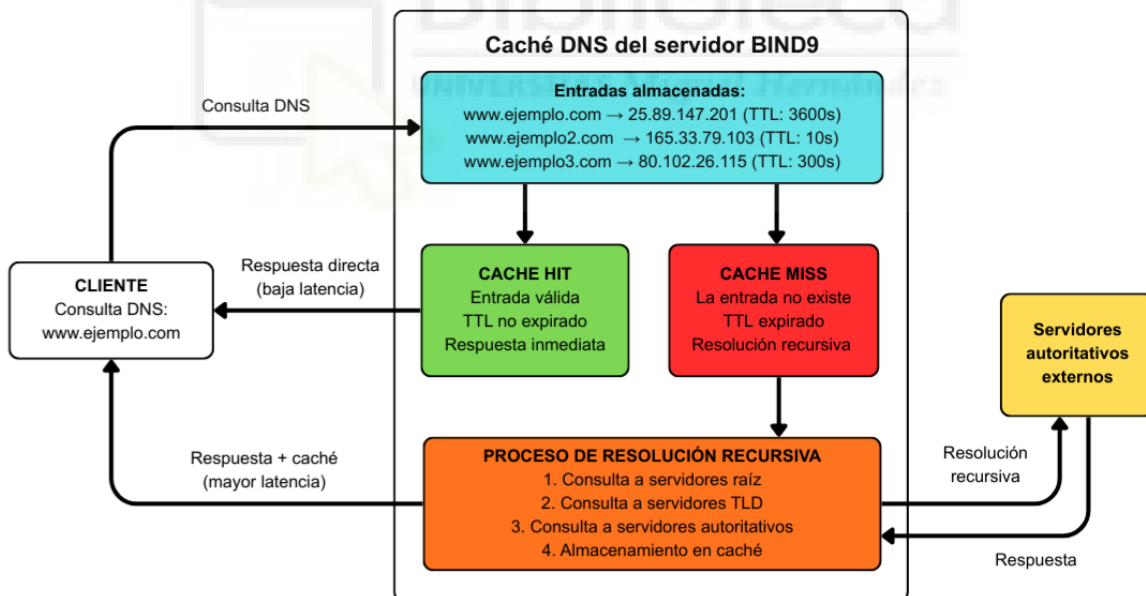 Biblioteca
UNIVERSITAS Miguel Hernández
Caché DNS del servidor BIND9
Entradas almacenadas:
www.ejemplo.com → 25.89.147.201 (TTL: 3600s)
www.ejemplo2.com → 165.33.79.103 (TTL: 10s)
www.ejemplo3.com → 80.102.26.115 (TTL: 300s)
Consulta DNS
CLIENTE
Consulta DNS:
www.ejemplo.com
Respuesta directa
(baja latencia)
CACHE HIT
Entrada válida
TTL no expirado
Respuesta inmediata
CACHE MISS
La entrada no existe
TTL expirado
Resolución recursiva
Servidores
autoritativos
externos
Respuesta + caché
(mayor latencia)
PROCESO DE RESOLUCIÓN RECURSIVA
1. Consulta a servidores raíz
2. Consulta a servidores TLD
3. Consulta a servidores autoritativos
4. Almacenamiento en caché
Resolución
recursiva
Respuesta